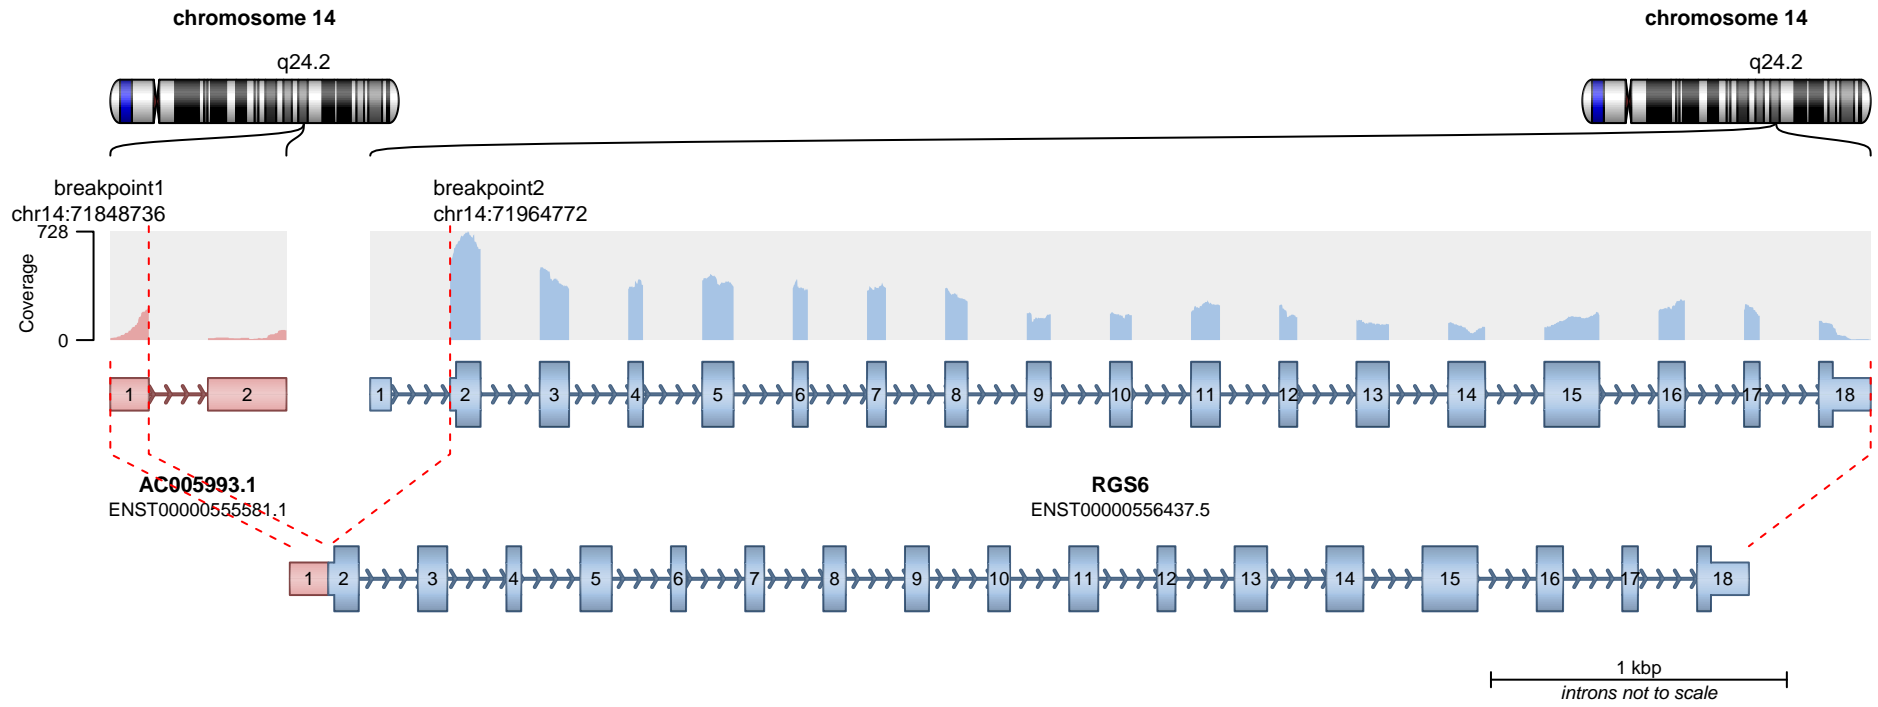 chromosome 14
chromosome 14
q24.2
q24.2
breakpoint1
chr14:71848736
breakpoint2
chr14:71964772
728
0
Coverage
1 2
1 2 3 4 5 6 7 8 9 10 11 12 13 14 15 16 17 18
AC005993.1
ENST00000555581.1
RGS6
ENST00000556437.5
1 2 3 4 5 6 7 8 9 10 11 12 13 14 15 16 17 18
1 kbp
introns not to scale